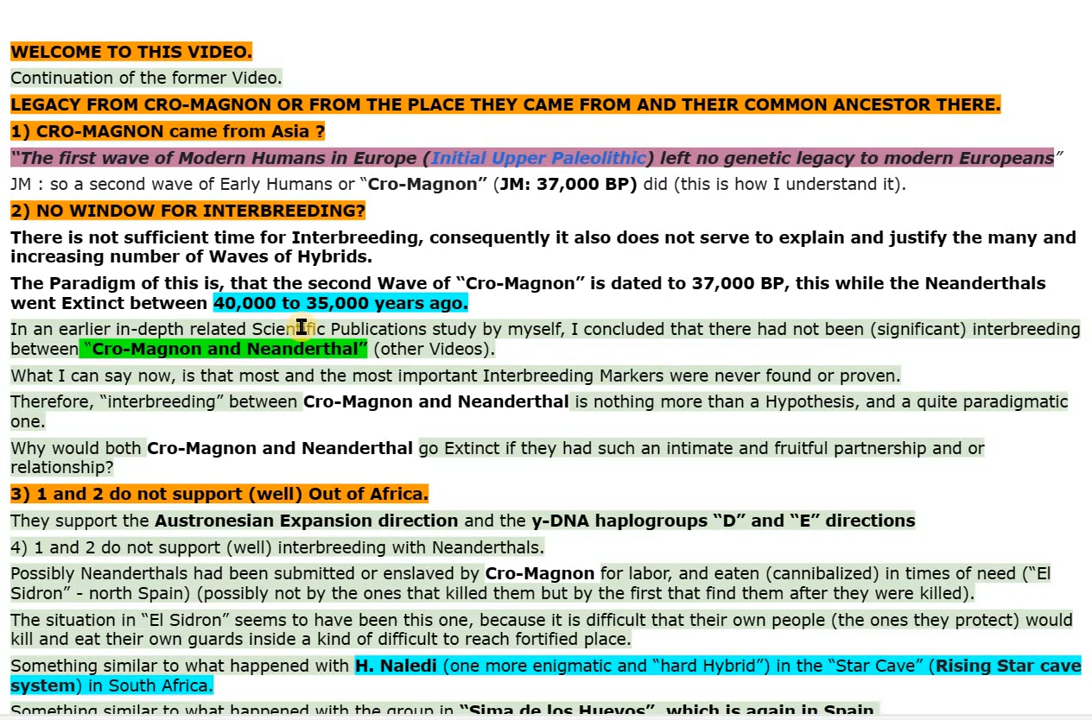 WELCOME TO THIS VIDEO.
Continuation of the former Video.
LEGACY FROM CRO-MAGNON OR FROM THE PLACE THEY CAME FROM AND THEIR COMMON ANCESTOR THERE.
1) CRO-MAGNON came from Asia ?
"The first wave of Modern Humans in Europe (Initial Upper Paleolithic) left no genetic legacy to modern Europeans”
JM : so a second wave of Early Humans or “Cro-Magnon” (JM: 37,000 BP) did (this is how I understand it).
2) NO WINDOW FOR INTERBREEDING?
There is not sufficient time for Interbreeding, consequently it also does not serve to explain and justify the many and
increasing number of Waves of Hybrids.
The Paradigm of this is, that the second Wave of “Cro-Magnon” is dated to 37,000 BP, this while the Neanderthals
went Extinct between 40,000 to 35,000 years ago.
In an earlier in-depth related Scientific Publications study by myself, I concluded that there had not been (significant) interbreeding
between “Cro-Magnon and Neanderthal” (other Videos).
What I can say now, is that most and the most important Interbreeding Markers were never found or proven.
Therefore, “interbreeding” between Cro-Magnon and Neanderthal is nothing more than a Hypothesis, and a quite paradigmatic
one.
Why would both Cro-Magnon and Neanderthal go Extinct if they had such an intimate and fruitful partnership and or
relationship?
3) 1 and 2 do not support (well) Out of Africa.
They support the Austronesian Expansion direction and the y-DNA haplogroups “D” and “E” directions
4) 1 and 2 do not support (well) interbreeding with Neanderthals.
Possibly Neanderthals had been submitted or enslaved by Cro-Magnon for labor, and eaten (cannibalized) in times of need (“El
Sidron” - north Spain) (possibly not by the ones that killed them but by the first that find them after they were killed).
The situation in “El Sidron” seems to have been this one, because it is difficult that their own people (the ones they protect) would
kill and eat their own guards inside a kind of difficult to reach fortified place.
Something similar to what happened with H. Naledi (one more enigmatic and “hard Hybrid”) in the “Star Cave” (Rising Star cave
system) in South Africa.
Something similar to what happened with the group in “Sima de los Huevos”, which is again in Spain.